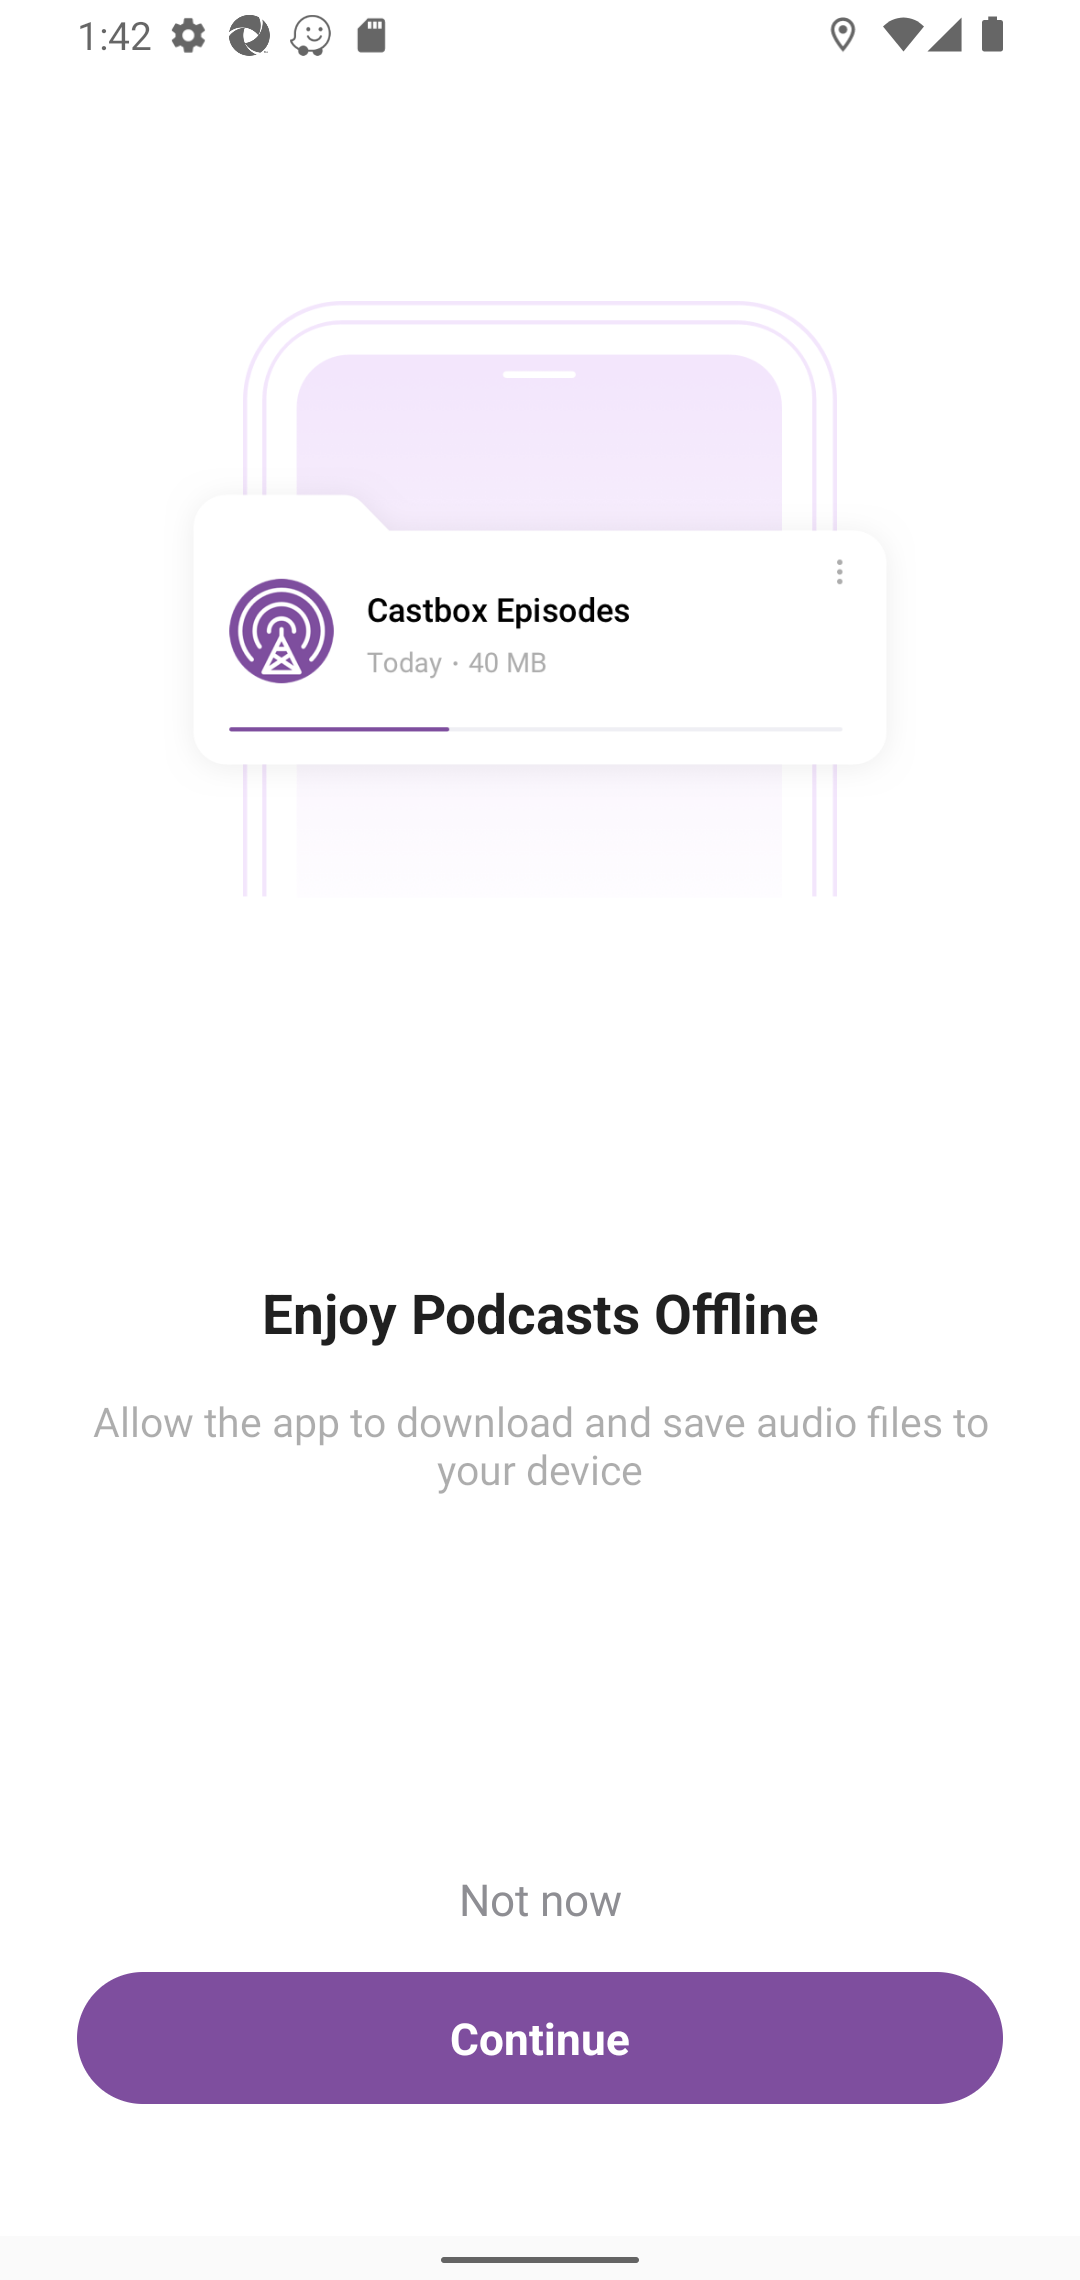 1:42
Castbox Episodes
Today • 40 MB
Enjoy Podcasts Offline
Allow the app to download and save audio files to
your device
Not now
Continue